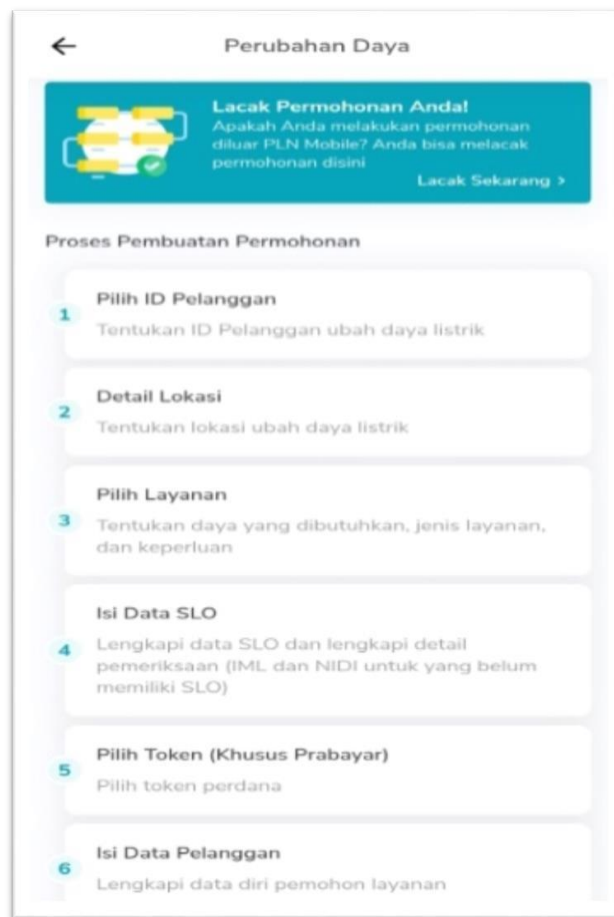 Perubahan Daya
Lacak Permohonan Anda!
Apakah Anda melakukan permohonan
diluar PLN Mobile? Anda bisa melacak
permohonan disini
Lacak Sekarang >
Proses Pembuatan Permohonan
1
Pilih ID Pelanggan
Tentukan ID Pelanggan ubah daya listrik
2
Detail Lokasi
Tentukan lokasi ubah daya listrik
3
Pilih Layanan
Tentukan daya yang dibutuhkan, jenis layanan,
dan keperluan
4
Isi Data SLO
Lengkapi data SLO dan lengkapi detail
pemeriksaan (IML dan NIDI untuk yang belum
memiliki SLO)
5
Pilih Token (Khusus Prabayar)
Pilih token perdana
6
Isi Data Pelanggan
Lengkapi data diri pemohon layanan